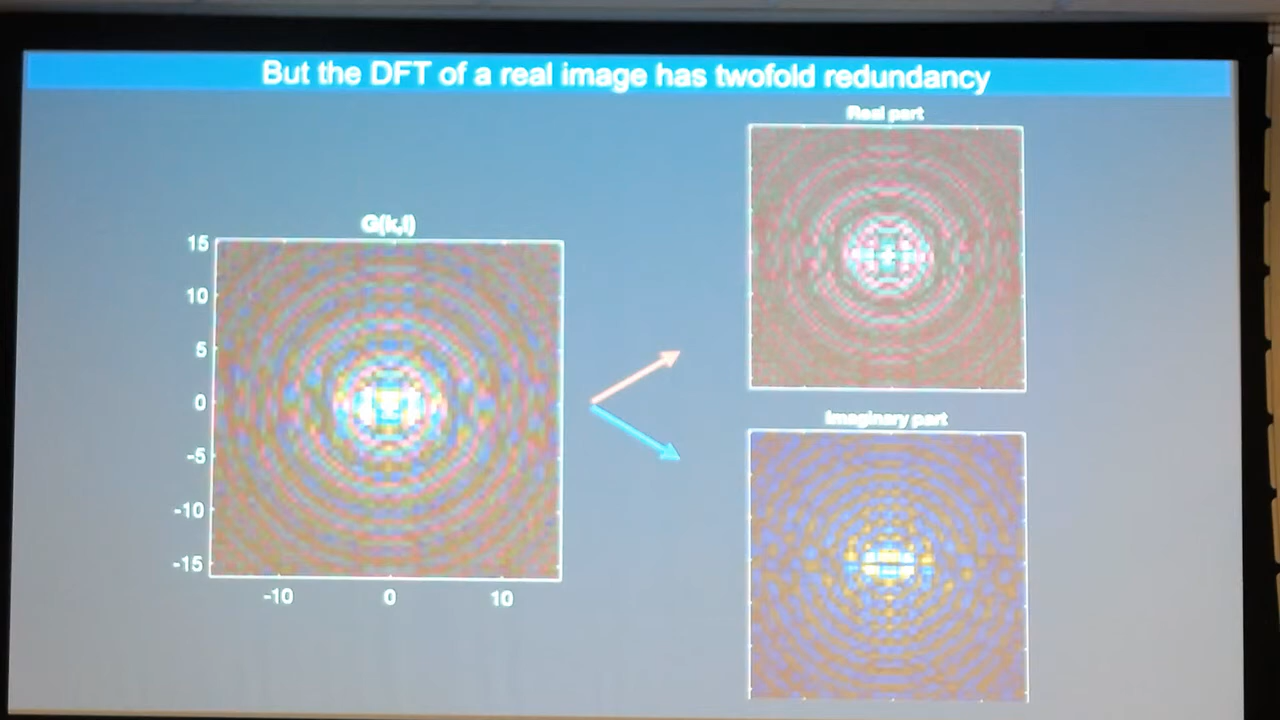 But the DFT of a real image has twofold redundancy
Real part
G(k,l)
15
10
5
0
-5
-10
-15
-10 0 10
Imaginary part